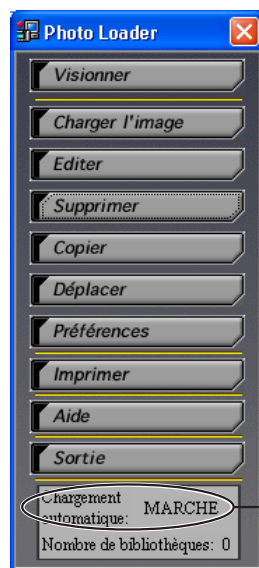 Photo Loader
Visionner
Charger l'image
Editer
Supprimer
Copier
Déplacer
Préférences
Imprimer
Aide
Sortie
Chargement
automatique: MARCHE
Nombre de bibliothèques: 0